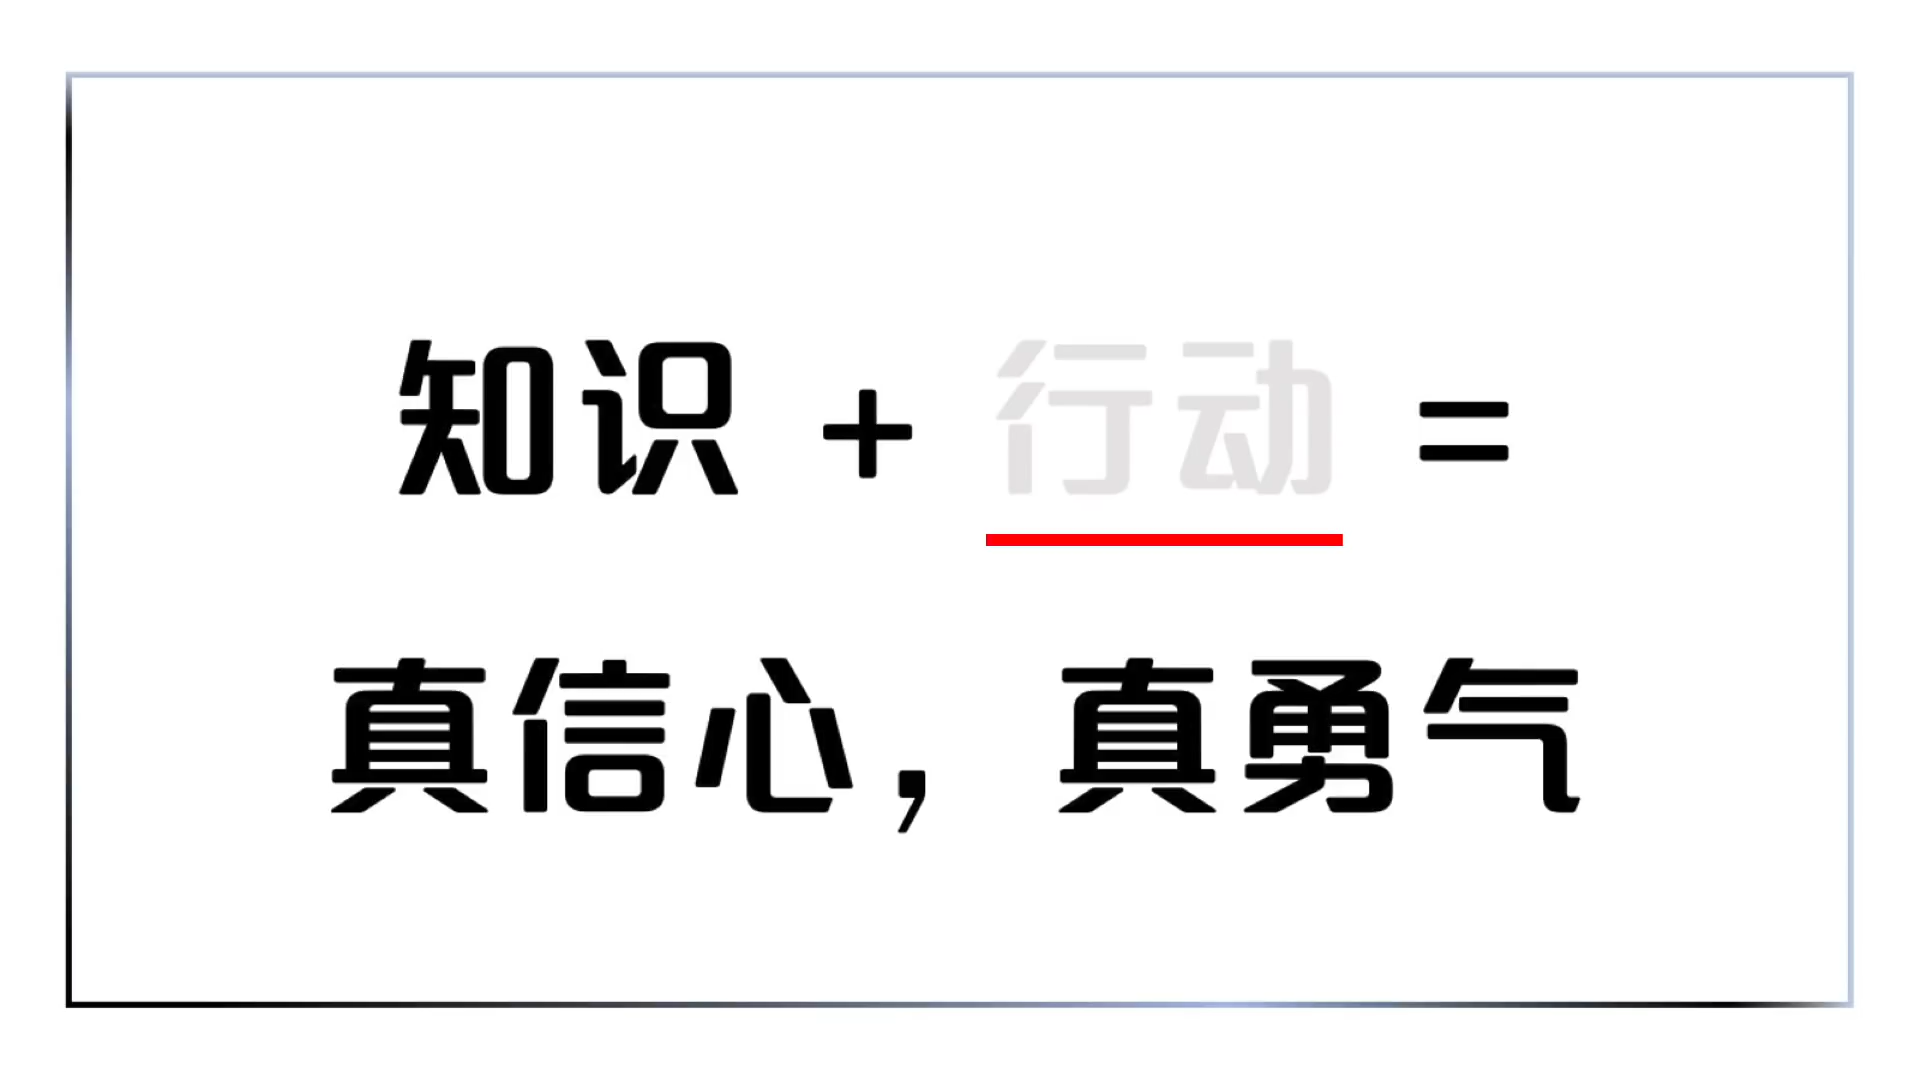 知识 + 行动 =
真信心，真勇气